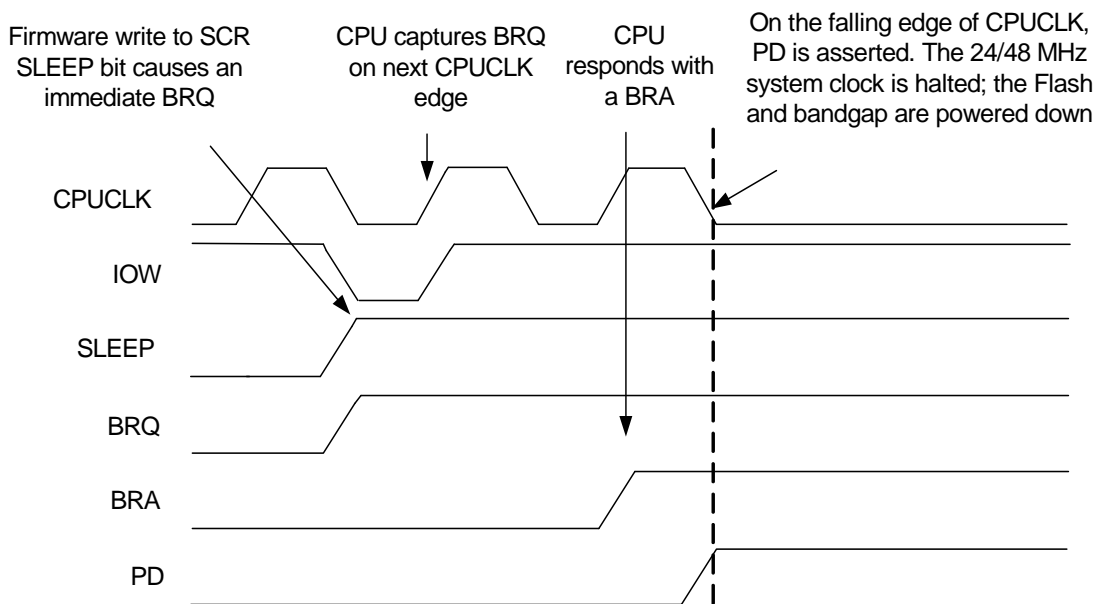 Firmware write to SCR
SLEEP bit causes an
immediate BRQ
CPU captures BRQ
on next CPUCLK
edge
CPU
responds with
a BRA
On the falling edge of CPUCLK,
PD is asserted. The 24/48 MHz
system clock is halted; the Flash
and bandgap are powered down
CPUCLK
IOW
SLEEP
BRQ
BRA
PD